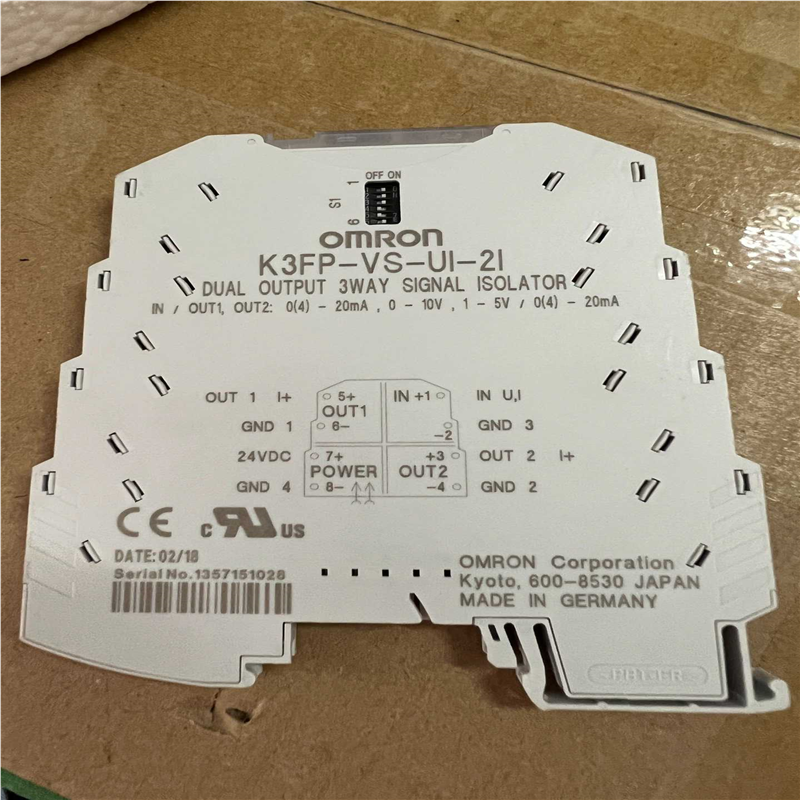 OFF ON
1
S1
6
OMRON
K3FP-VS-UI-2I
DUAL OUTPUT 3WAY SIGNAL ISOLATOR
IN / OUT1, OUT2: 0(4) - 20mA , 0 - 10V , 1 - 5V / 0(4) - 20mA
OUT 1 I+ 5+ IN +1 IN U,I
OUT1
GND 1 6- -2 GND 3
24VDC 7+ +3 OUT 2 I+
POWER OUT2
GND 4 8- -4 GND 2
CE c RU US
DATE: 02/18
Serial No.1357151028
OMRON Corporation
Kyoto, 600-8530 JAPAN
MADE IN GERMANY